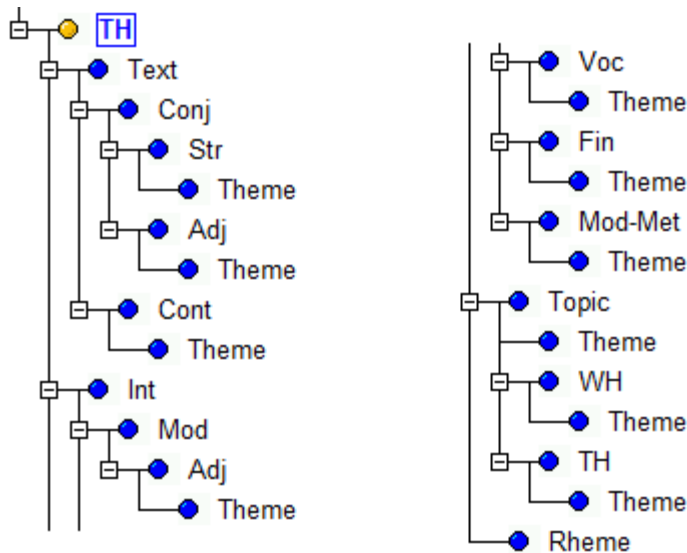 TH
Text
Conj
Str
Theme
Adj
Theme
Cont
Theme
Int
Mod
Adj
Theme
Voc
Theme
Fin
Theme
Mod-Met
Theme
Topic
Theme
WH
Theme
TH
Theme
Rheme